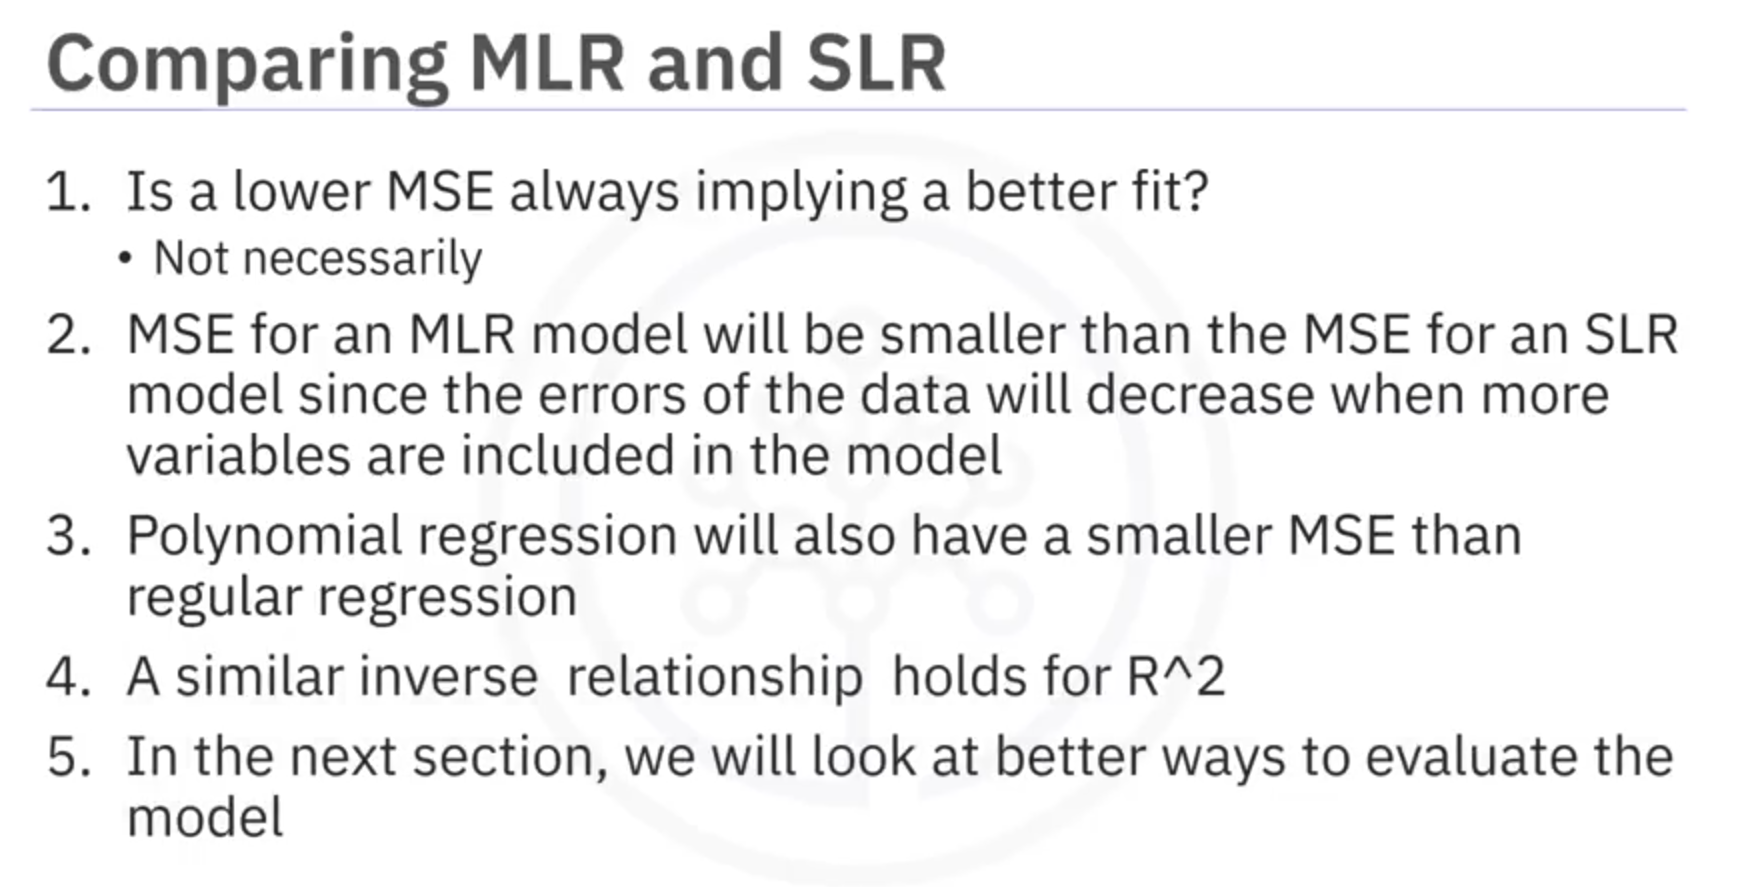 Comparing MLR and SLR
1. Is a lower MSE always implying a better fit?
• Not necessarily
2. MSE for an MLR model will be smaller than the MSE for an SLR
model since the errors of the data will decrease when more
variables are included in the model
3. Polynomial regression will also have a smaller MSE than
regular regression
4. A similar inverse relationship holds for R^2
5. In the next section, we will look at better ways to evaluate the
model